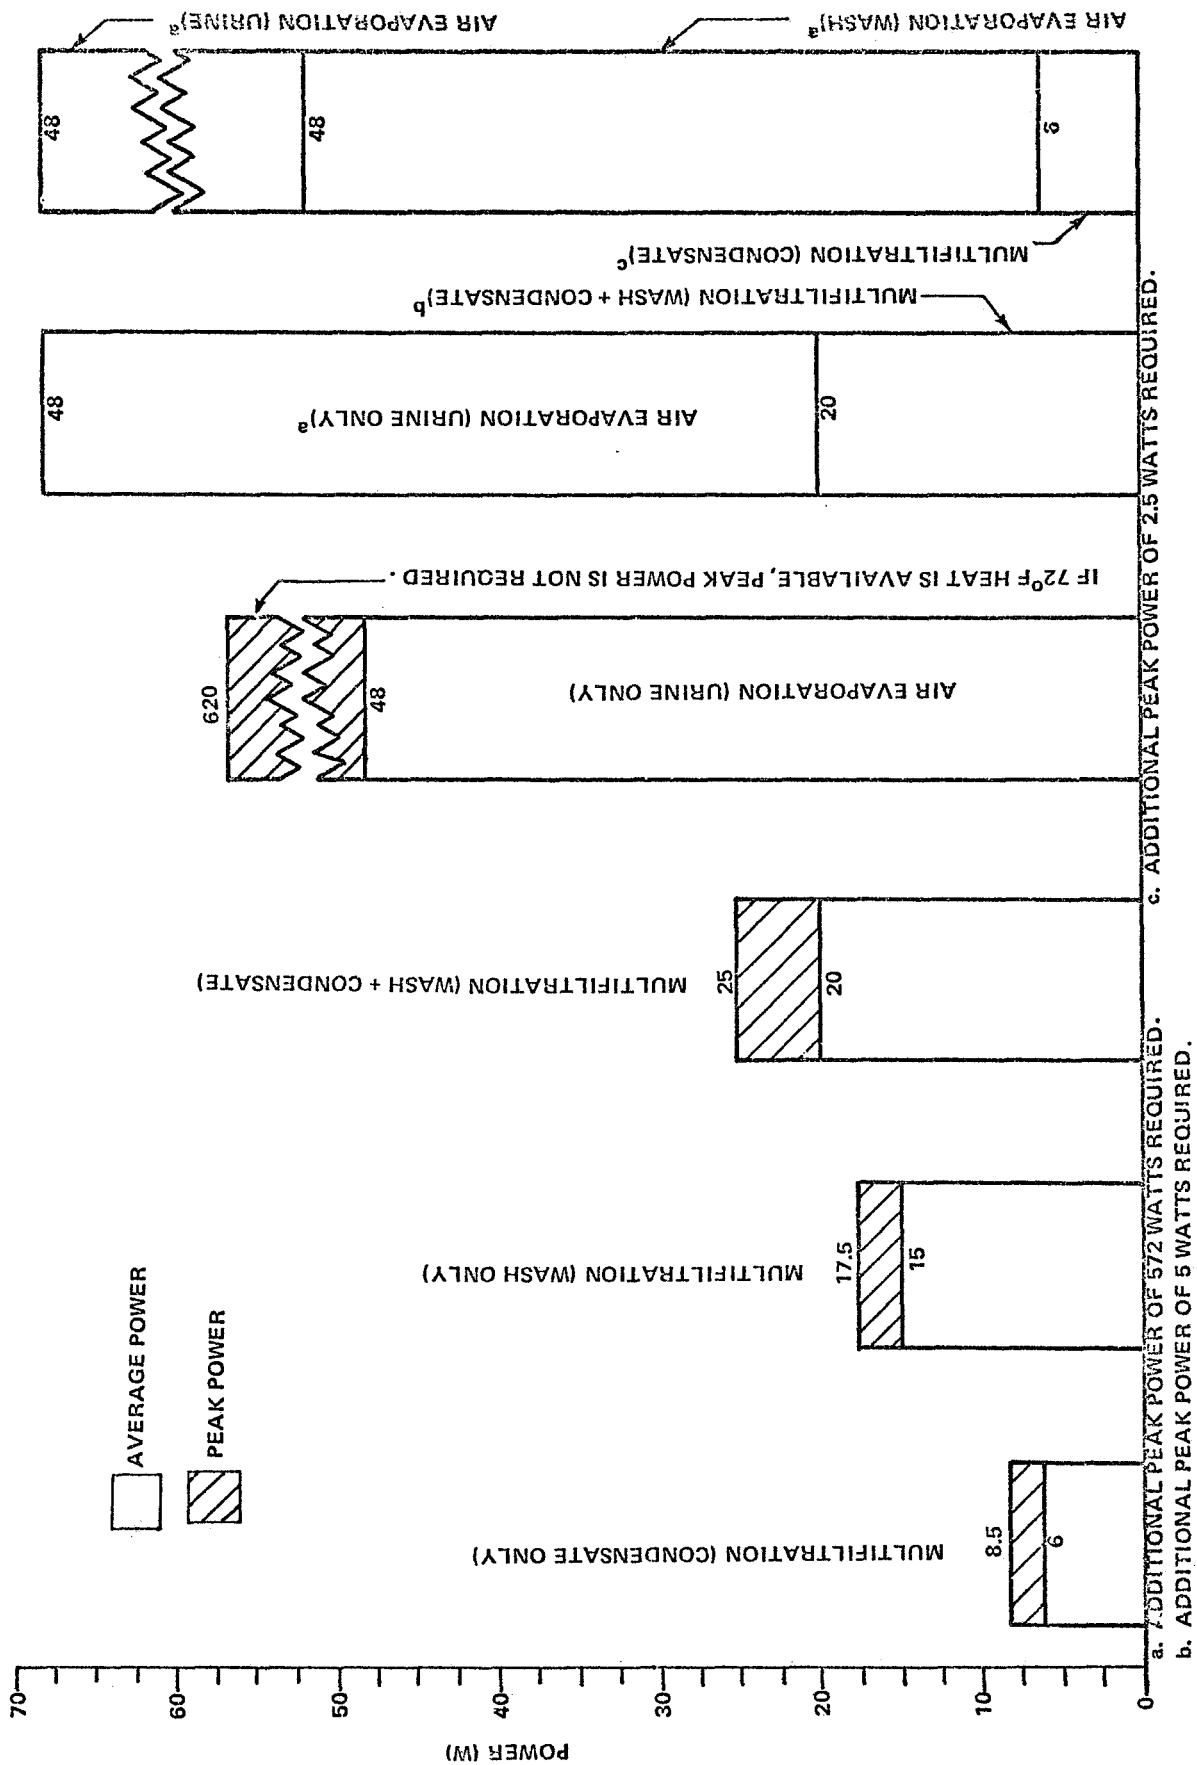 AVERAGE POWER
PEAK POWER
POWER (W)
70
60
50
40
30
20
10
0
MULTIFILTRATION (CONDENSATE ONLY)
8.5
6
MULTIFILTRATION (WASH ONLY)
17.5
15
MULTIFILTRATION (WASH + CONDENSATE)
25
20
620
48
AIR EVAPORATION (URINE ONLY)
IF 72°F HEAT IS AVAILABLE, PEAK POWER IS NOT REQUIRED.
48
AIR EVAPORATION (URINE ONLY)a
20
MULTIFILTRATION (WASH + CONDENSATE)b
MULTIFILTRATION (CONDENSATE)c
48
48
6
AIR EVAPORATION (URINE)a
AIR EVAPORATION (WASH)a
a. ADDITIONAL PEAK POWER OF 572 WATTS REQUIRED.
b. ADDITIONAL PEAK POWER OF 5 WATTS REQUIRED.
c. ADDITIONAL PEAK POWER OF 2.5 WATTS REQUIRED.